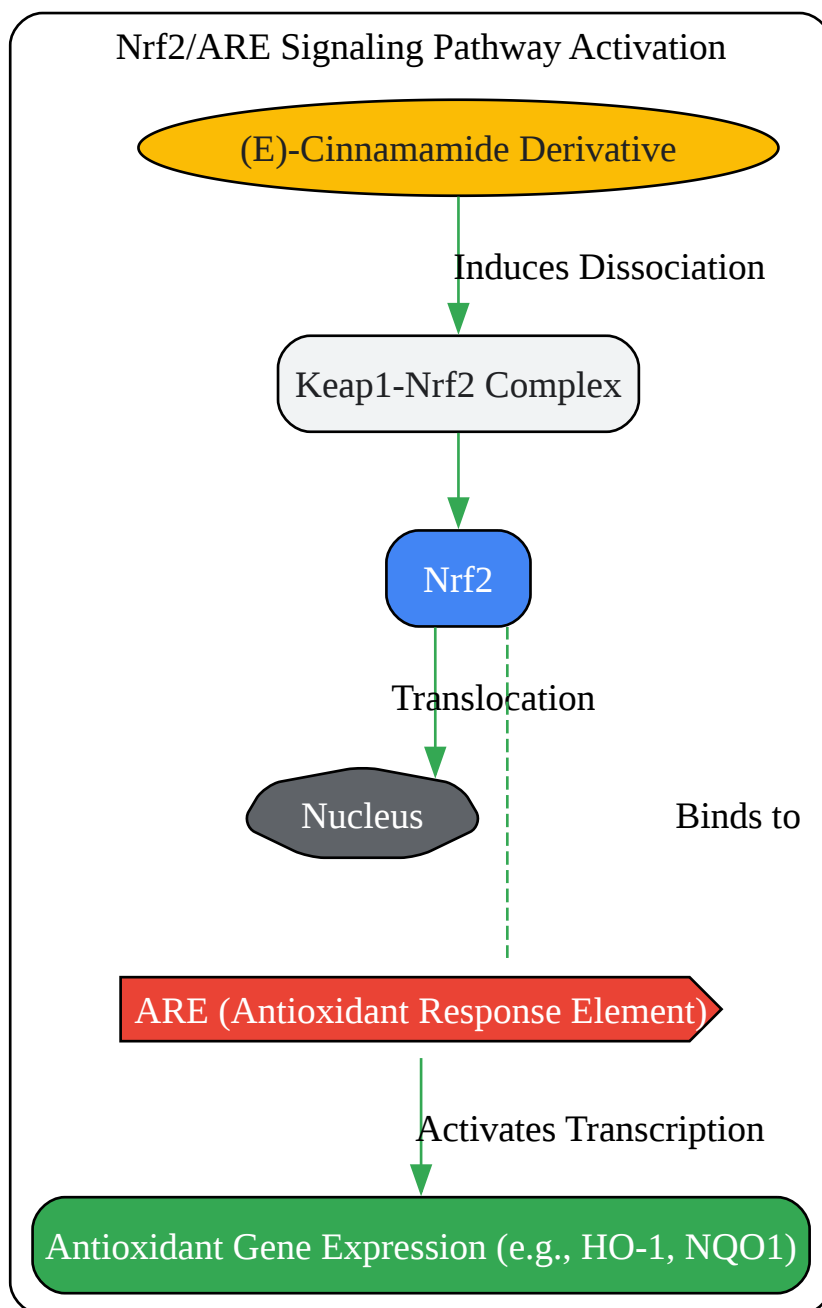 Nrf2/ARE Signaling Pathway Activation
(E)-Cinnamamide Derivative
Induces Dissociation
Keap1-Nrf2 Complex
Nrf2
Translocation
Nucleus
Binds to
ARE (Antioxidant Response Element)
Activates Transcription
Antioxidant Gene Expression (e.g., HO-1, NQO1)